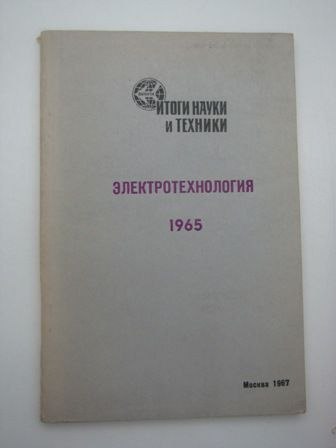 ИТОГИ НАУКИ
И ТЕХНИКИ
ЭЛЕКТРОТЕХНОЛОГИЯ
1965
Москва 1967